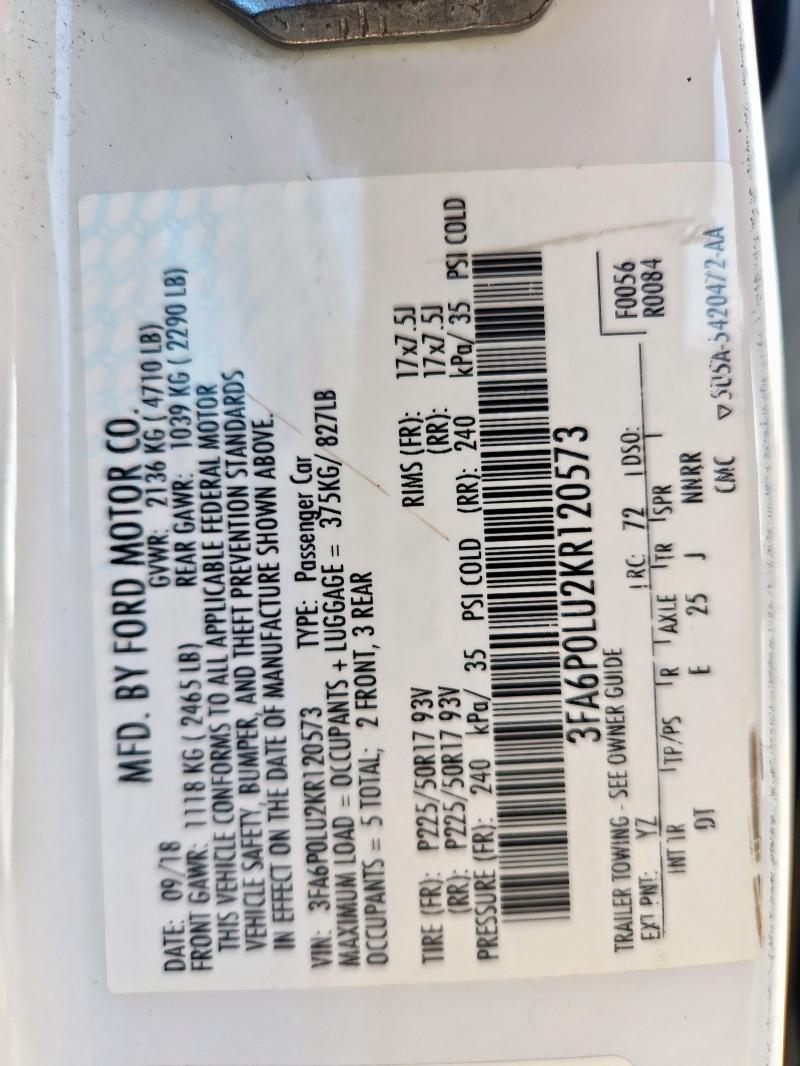 MFD. BY FORD MOTOR CO.
DATE: 09/18 GVWR: 2136 KG ( 4710 LB)
FRONT GAWR: 1118 KG ( 2465 LB) REAR GAWR: 1039 KG ( 2290 LB)
THIS VEHICLE CONFORMS TO ALL APPLICABLE FEDERAL MOTOR
VEHICLE SAFETY, BUMPER, AND THEFT PREVENTION STANDARDS
IN EFFECT ON THE DATE OF MANUFACTURE SHOWN ABOVE.
VIN: 3FA6P0LU2KR120573 TYPE: Passenger Car
MAXIMUM LOAD = OCCUPANTS + LUGGAGE = 375KG/ 827LB
OCCUPANTS = 5 TOTAL; 2 FRONT, 3 REAR
TIRE (FR): P225/50R17 93V RIMS (FR): 17x7.5J
(RR): P225/50R17 93V (RR): 17x7.5J
PRESSURE (FR): 240 kPa/ 35 PSI COLD (RR): 240 kPa/ 35 PSI COLD
3FA6P0LU2KR120573
TRAILER TOWING - SEE OWNER GUIDE F0056
EXT PNT: YZ RC: 72 DSO: R0084
INT TR TP/PS R AXLE TR SPR
DT E 25 J NNRR
CMC 5U5A-5420472-AA